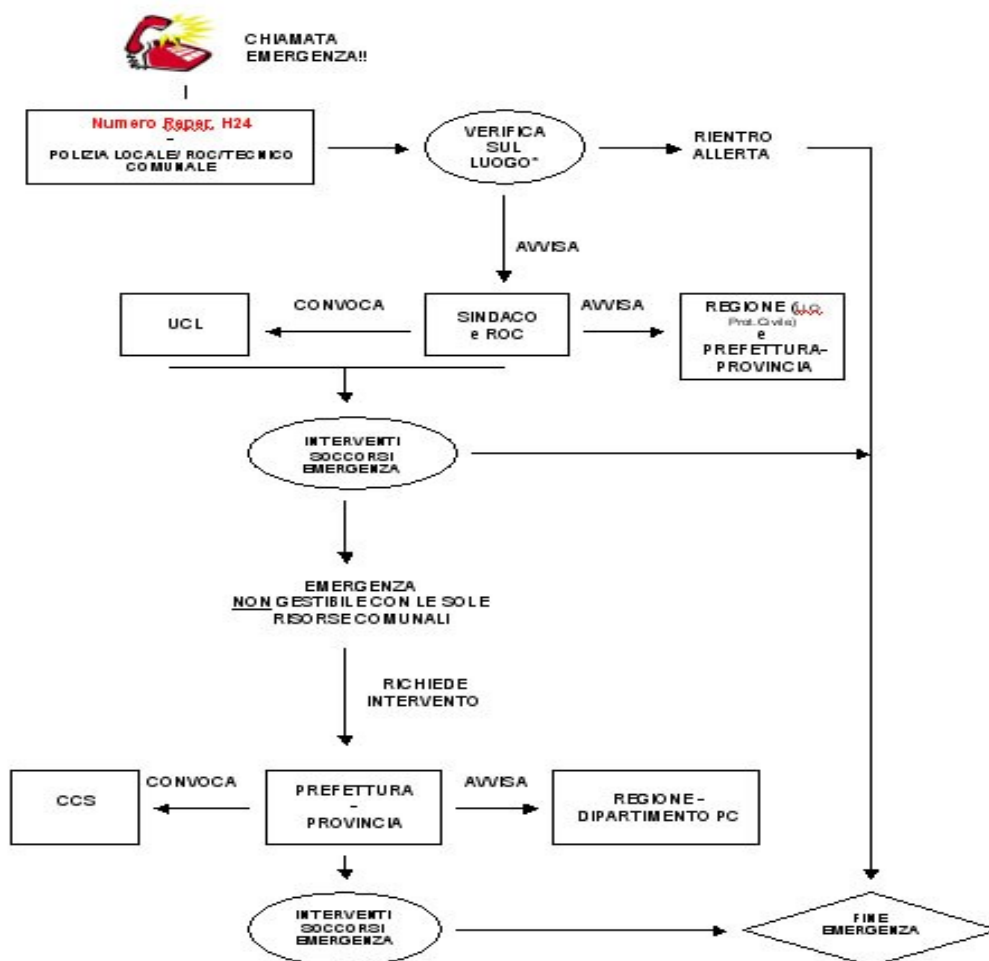 CHIAMATA
EMERGENZA!!
Numero Reper. H24
–
POLIZIA LOCALE/ ROC/TECNICO
COMUNALE
VERIFICA
SUL
LUOGO*
RIENTRO
ALLERTA
AVVISA
UCL
CONVOCA
SINDACO
e ROC
AVVISA
REGIONE (U.O.
Prot. Civile)
e
PREFETTURA–
PROVINCIA
INTERVENTI
SOCCORSI
EMERGENZA
EMERGENZA
NON GESTIBILE CON LE SOLE
RISORSE COMUNALI
RICHIEDE
INTERVENTO
CCS
CONVOCA
PREFETTURA
–
PROVINCIA
AVVISA
REGIONE –
DIPARTIMENTO PC
INTERVENTI
SOCCORSI
EMERGENZA
FINE
EMERGENZA